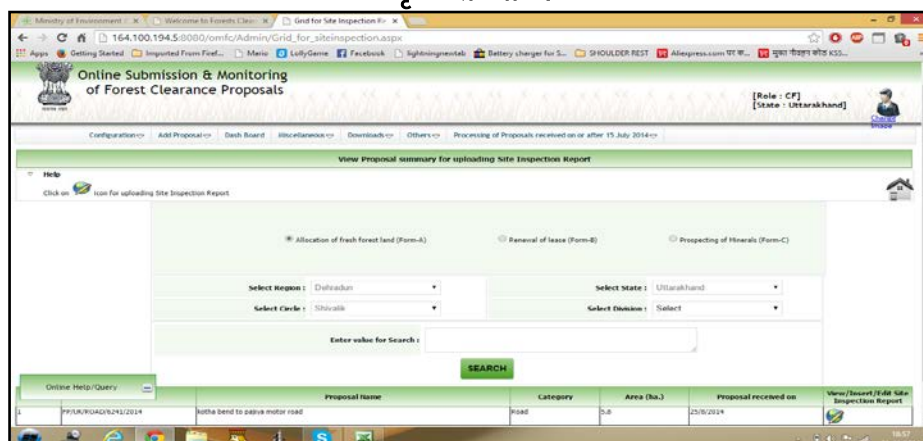 Ministry of Environment &
Welcome to Forests Clear
Grid for Site Inspection Re
164.100.194.5:8080/omfc/Admin/Grid_for_siteinspection.aspx
Apps Getting Started Imported From Firef... Mario LollyGame Facebook lightningnewtab Battery charger for S... SHOULDER REST Aliexpress.com पर क...
Online Submission & Monitoring
of Forest Clearance Proposals
[Role : CF]
[State : Uttarakhand]
Change
Image
Configuration Add Proposal Dash Board Miscellaneous Downloads Others Processing of Proposals received on or after 15 July 2014
View Proposal summary for uploading Site Inspection Report
Help
Click on icon for uploading Site Inspection Report
Allocation of fresh forest land (Form-A) Renewal of lease (Form-B) Prospecting of Minerals (Form-C)
Select Region : Dehradun Select State : Uttarakhand
Select Circle : Shivalik Select Division : Select
Enter value for Search :
SEARCH
Online Help/Query
Proposal Name Category Area (ha.) Proposal received on View/Insert/Edit Site
Inspection Report
1 FP/UK/ROAD/6241/2014 kotha bend to pajiya motor road Road 5.6 25/8/2014
18:57